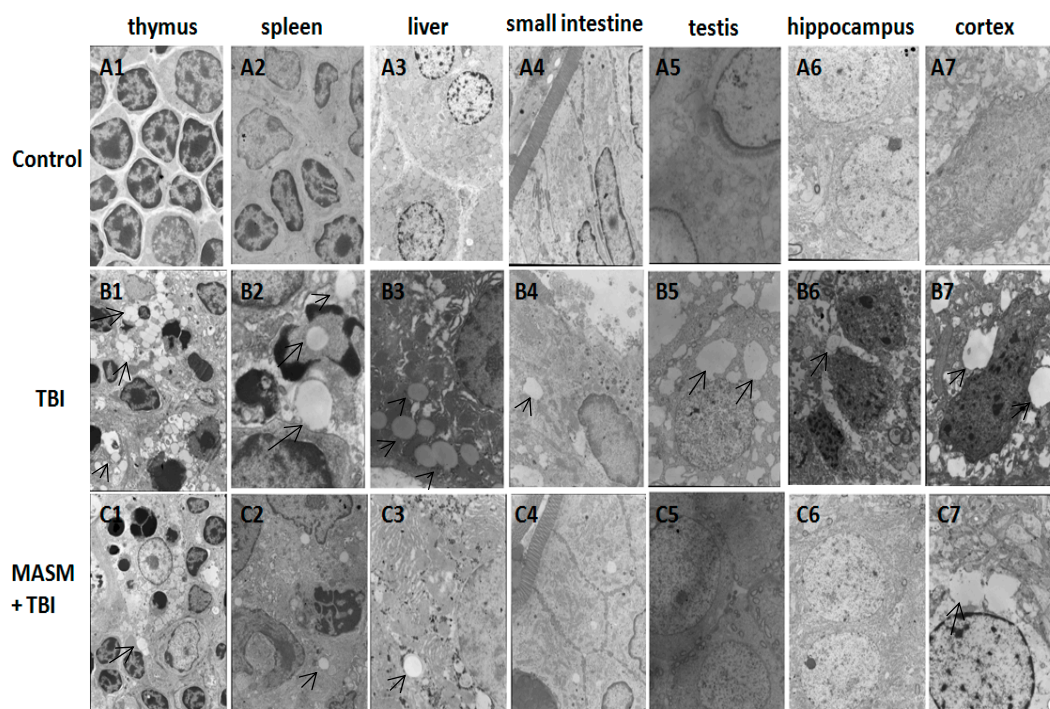 thymus spleen liver small intestine testis hippocampus cortex
Control A1 A2 A3 A4 A5 A6 A7
TBI B1 B2 B3 B4 B5 B6 B7
MASM C1 C2 C3 C4 C5 C6 C7
+ TBI